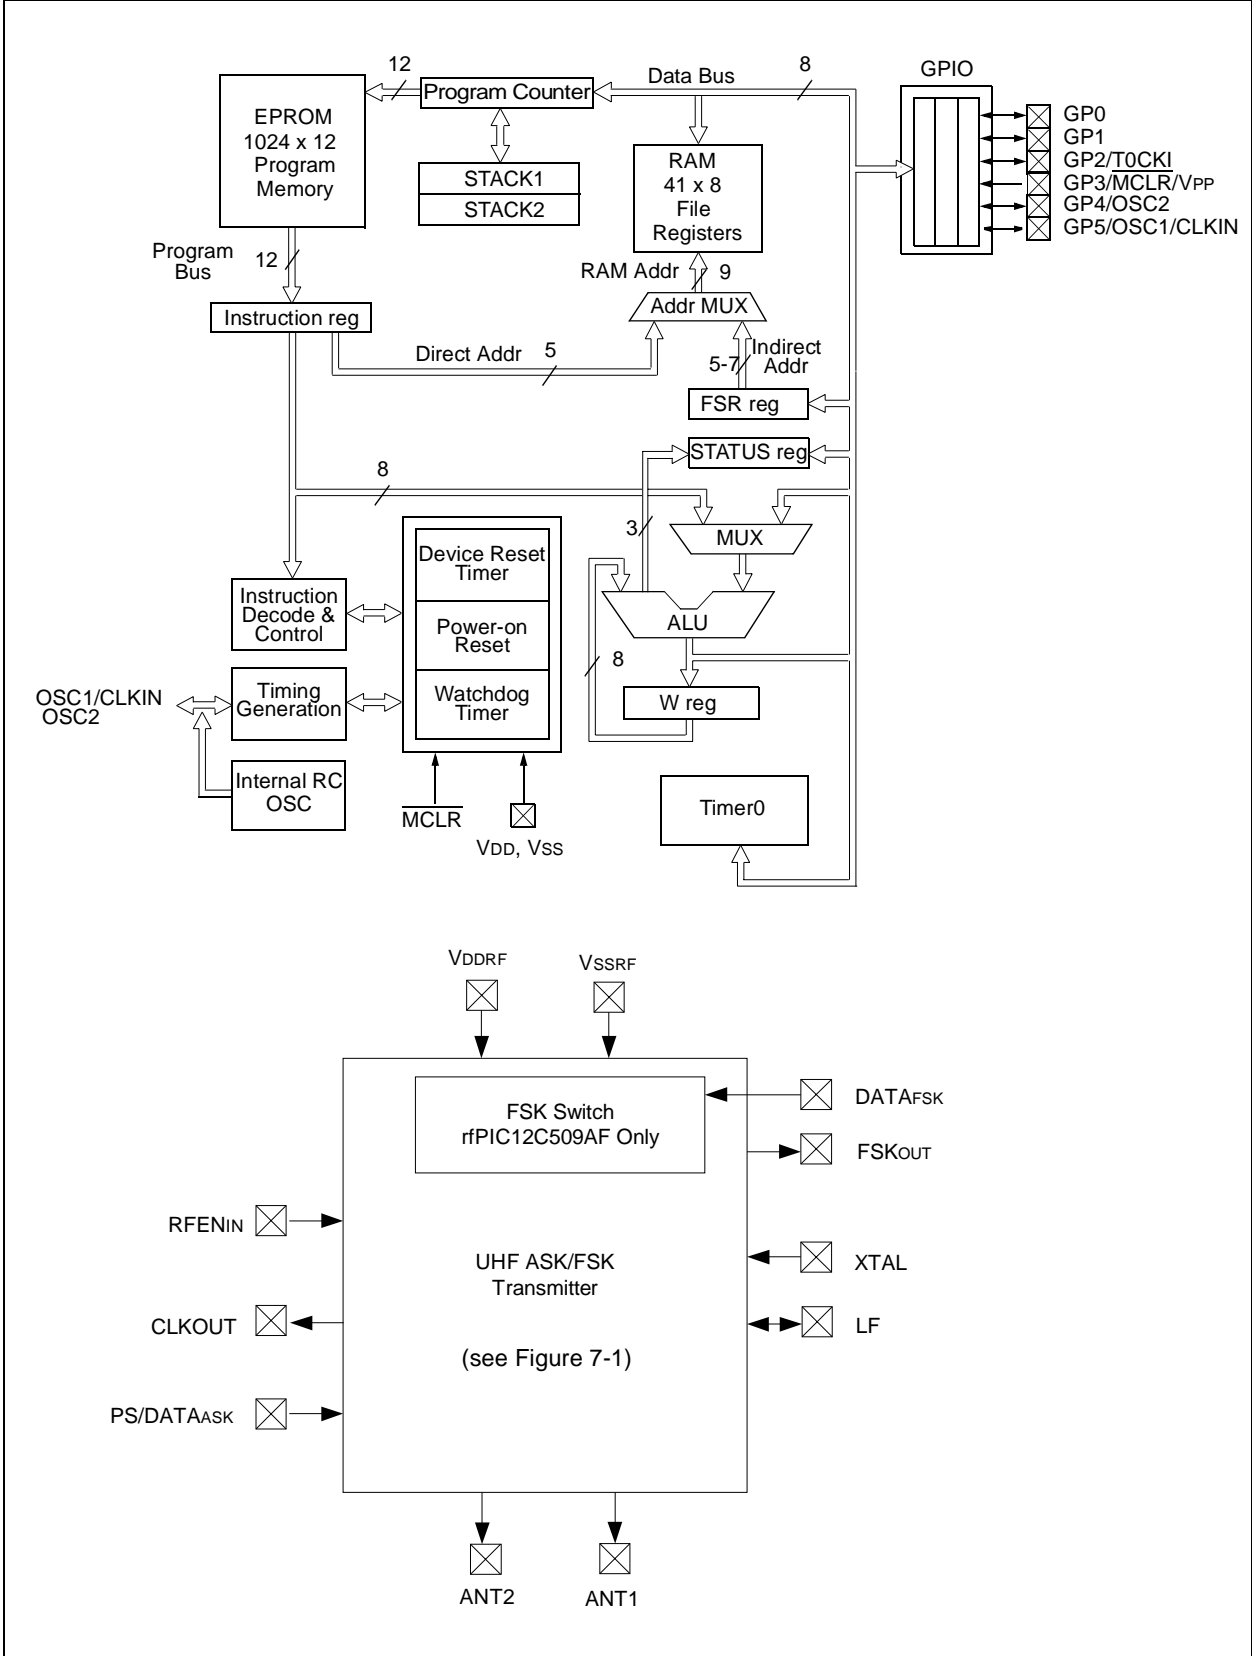 12
Data Bus
8
GPIO
EPROM
1024 x 12
Program
Memory
Program Counter
STACK1
STACK2
RAM
41 x 8
File
Registers
GP0
GP1
GP2/T0CKI
GP3/MCLR/VPP
GP4/OSC2
GP5/OSC1/CLKIN
Program
Bus
12
RAM Addr
9
Instruction reg
Addr MUX
Direct Addr
5
5-7
Indirect
Addr
FSR reg
STATUS reg
8
3
MUX
Device Reset
Timer
Power-on
Reset
Watchdog
Timer
Instruction
Decode &
Control
ALU
8
W reg
OSC1/CLKIN
OSC2
Timing
Generation
Internal RC
OSC
MCLR
VDD, VSS
Timer0
VDDRF
VSSRF
FSK Switch
rfPIC12C509AF Only
DATAFSK
FSKOUT
RFENIN
UHF ASK/FSK
Transmitter
XTAL
CLKOUT
LF
(see Figure 7-1)
PS/DATAASK
ANT2
ANT1